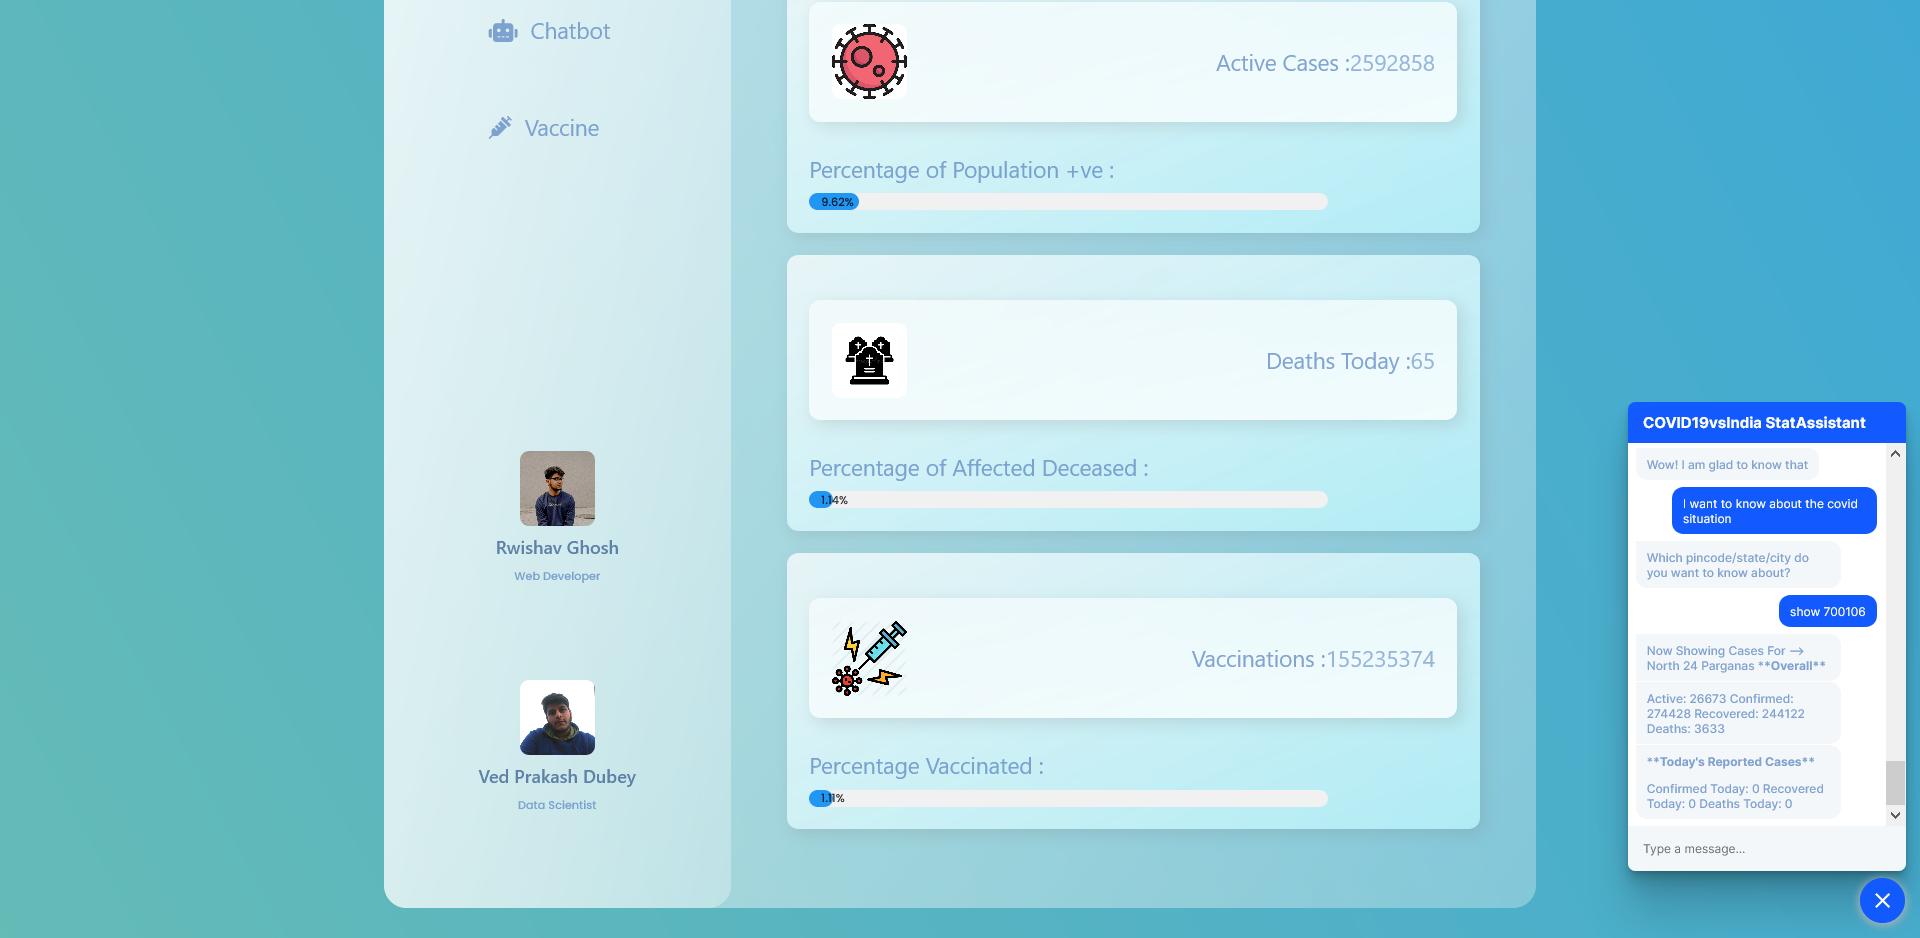 Chatbot
Vaccine
Rwishav Ghosh
Web Developer
Ved Prakash Dubey
Data Scientist
Active Cases :2592858
Percentage of Population +ve :
9.62%
Deaths Today :65
Percentage of Affected Deceased :
1.14%
Vaccinations :155235374
Percentage Vaccinated :
1.11%
COVID19vsIndia StatAssistant
Wow! I am glad to know that
I want to know about the covid
situation
Which pincode/state/city do
you want to know about?
show 700106
Now Showing Cases For -->
North 24 Parganas **Overall**
Active: 26673 Confirmed:
274428 Recovered: 244122
Deaths: 3633
**Today's Reported Cases**
Confirmed Today: 0 Recovered
Today: 0 Deaths Today: 0
Type a message...